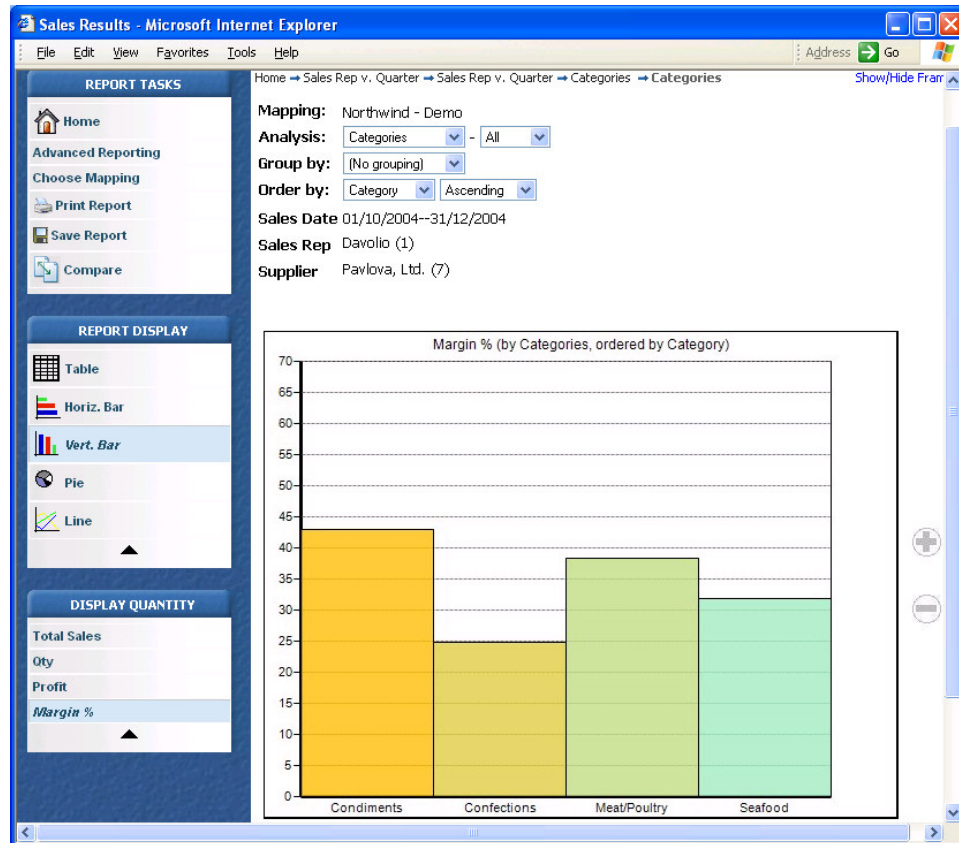 Sales Results - Microsoft Internet Explorer
File Edit View Favorites Tools Help Address Go
REPORT TASKS
Home
Advanced Reporting
Choose Mapping
Print Report
Save Report
Compare
REPORT DISPLAY
Table
Horiz. Bar
Vert. Bar
Pie
Line
DISPLAY QUANTITY
Total Sales
Qty
Profit
Margin %
Home → Sales Rep v. Quarter → Sales Rep v. Quarter → Categories → Categories Show/Hide Fram
Mapping: Northwind - Demo
Analysis: Categories - All
Group by: (No grouping)
Order by: Category Ascending
Sales Date 01/10/2004--31/12/2004
Sales Rep Davolio (1)
Supplier Pavlova, Ltd. (7)
Margin % (by Categories, ordered by Category)
70
65
60
55
50
45
40
35
30
25
20
15
10
5
0
Condiments Confections Meat/Poultry Seafood